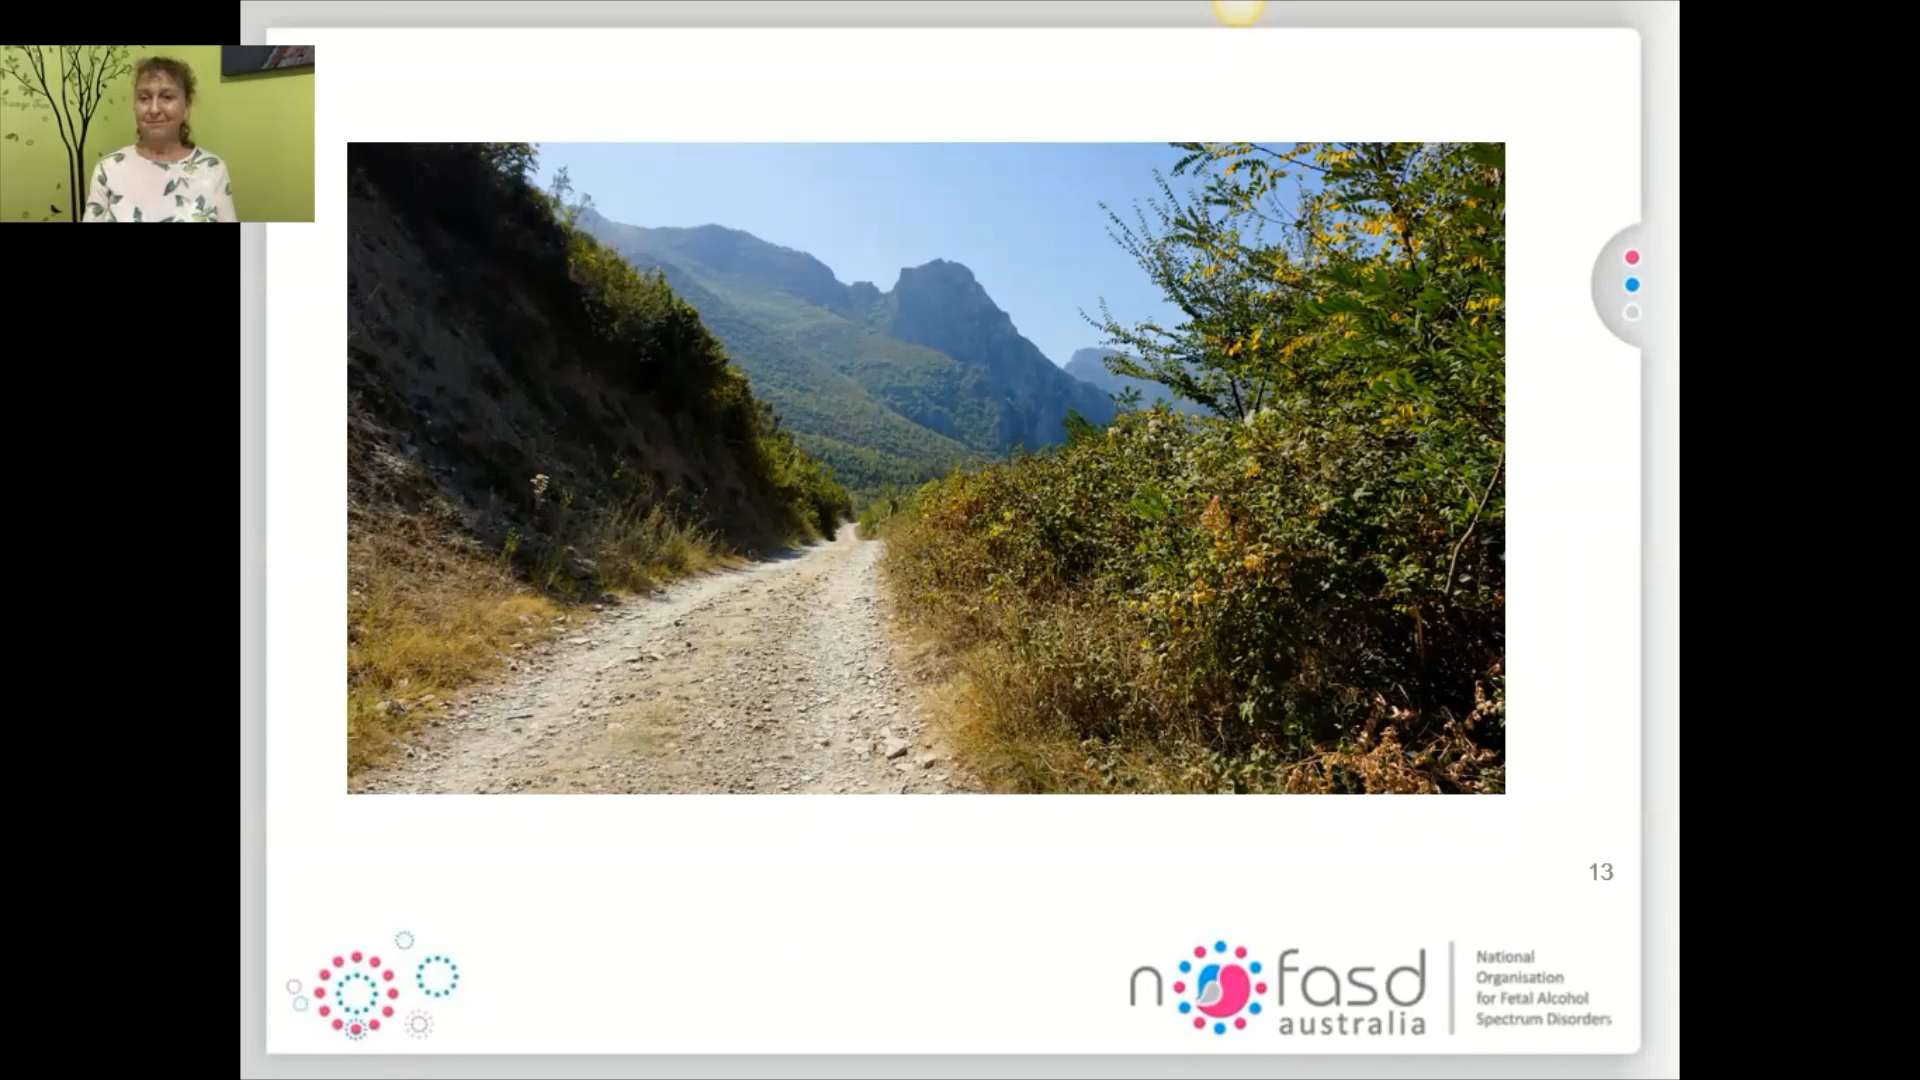 13
nofasd
australia
National
Organisation
for Fetal Alcohol
Spectrum Disorders